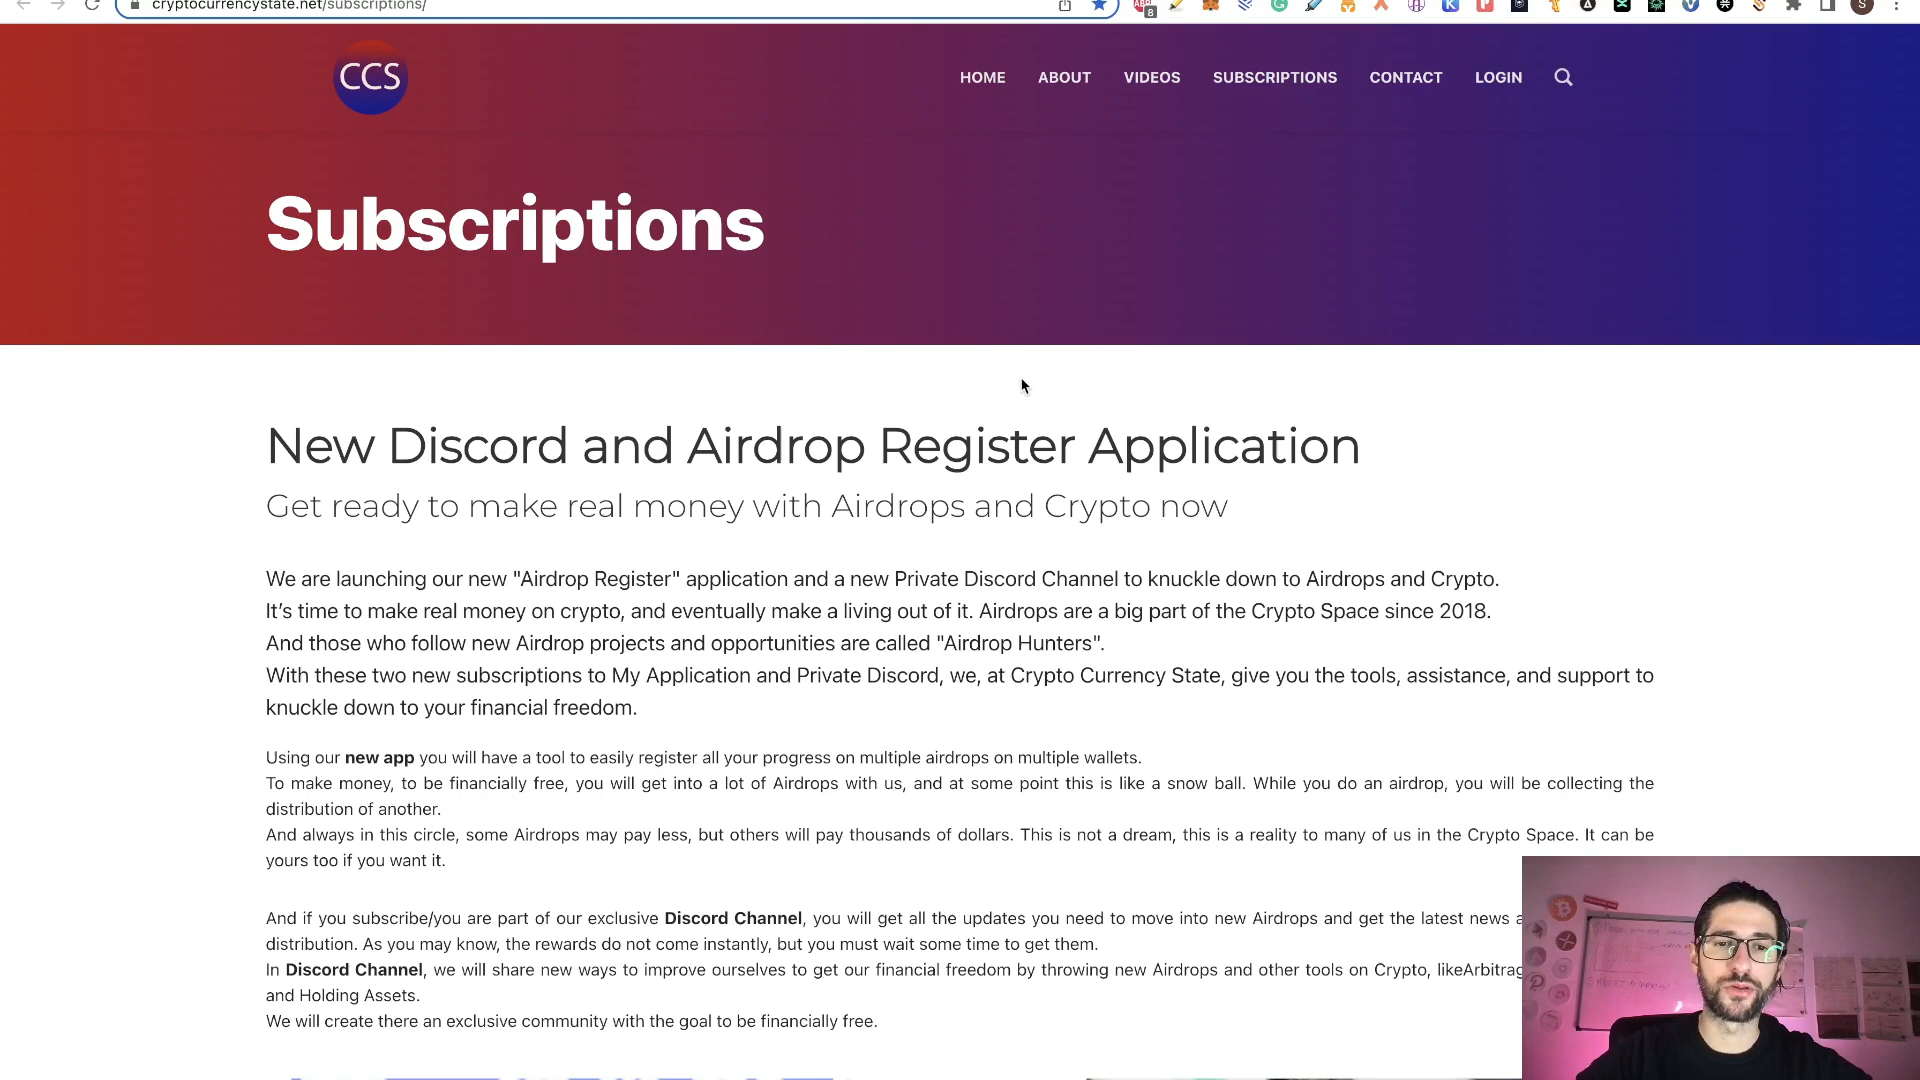 cryptocurrencystate.net/subscriptions/
8
S
CCS
HOME ABOUT VIDEOS SUBSCRIPTIONS CONTACT LOGIN
Subscriptions
New Discord and Airdrop Register Application
Get ready to make real money with Airdrops and Crypto now
We are launching our new "Airdrop Register" application and a new Private Discord Channel to knuckle down to Airdrops and Crypto.
It’s time to make real money on crypto, and eventually make a living out of it. Airdrops are a big part of the Crypto Space since 2018.
And those who follow new Airdrop projects and opportunities are called "Airdrop Hunters".
With these two new subscriptions to My Application and Private Discord, we, at Crypto Currency State, give you the tools, assistance, and support to
knuckle down to your financial freedom.
Using our new app you will have a tool to easily register all your progress on multiple airdrops on multiple wallets.
To make money, to be financially free, you will get into a lot of Airdrops with us, and at some point this is like a snow ball. While you do an airdrop, you will be collecting the
distribution of another.
And always in this circle, some Airdrops may pay less, but others will pay thousands of dollars. This is not a dream, this is a reality to many of us in the Crypto Space. It can be
yours too if you want it.
And if you subscribe/you are part of our exclusive Discord Channel, you will get all the updates you need to move into new Airdrops and get the latest news a
distribution. As you may know, the rewards do not come instantly, but you must wait some time to get them.
In Discord Channel, we will share new ways to improve ourselves to get our financial freedom by throwing new Airdrops and other tools on Crypto, likeArbitrag
and Holding Assets.
We will create there an exclusive community with the goal to be financially free.